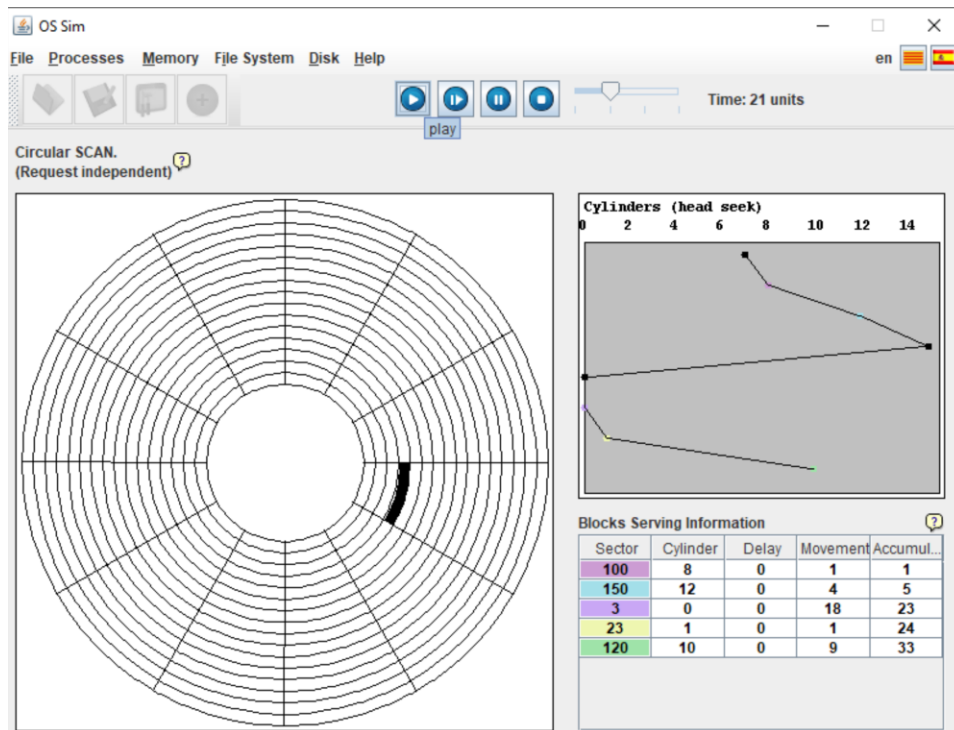 OS Sim
File Processes Memory File System Disk Help en
Time: 21 units
play
Circular SCAN.
(Request independent) ?
Cylinders (head seek)
0 2 4 6 8 10 12 14
Blocks Serving Information ?
Sector Cylinder Delay Movement Accumul...
100 8 0 1 1
150 12 0 4 5
3 0 0 18 23
23 1 0 1 24
120 10 0 9 33